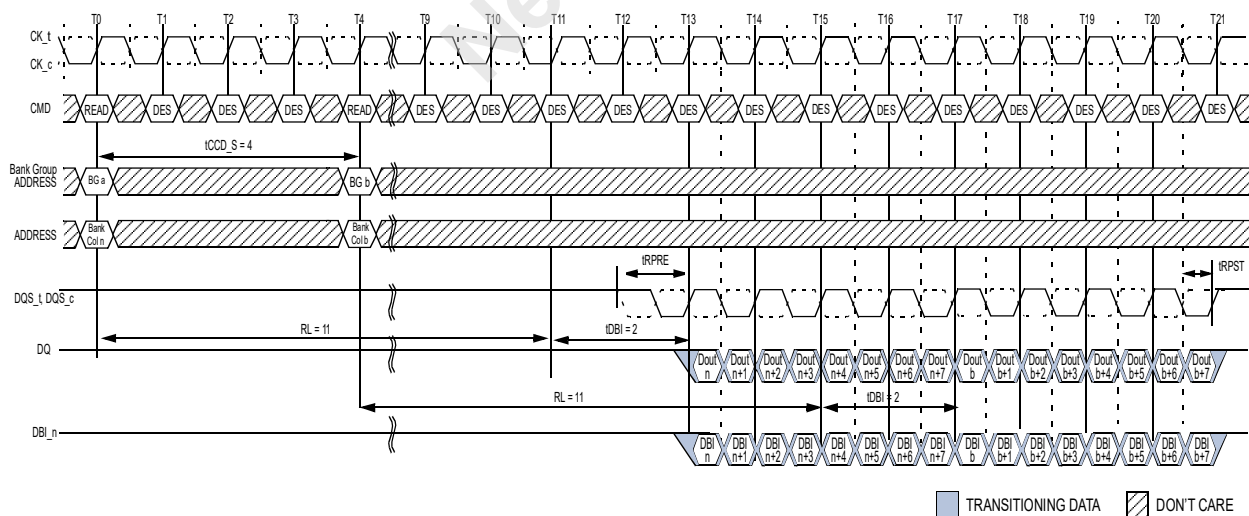 T0 T1 T2 T3 T4 T9 T10 T11 T12 T13 T14 T15 T16 T17 T18 T19 T20 T21
CK_t
CK_c
CMD READ DES DES DES READ DES DES DES DES DES DES DES DES DES DES DES DES DES
tCCD_S = 4
Bank Group
ADDRESS
BG a BG b
ADDRESS
Bank
Col n
Bank
Col b
tRPRE tRPST
DQS_t, DQS_c
RL = 11 tDBI = 2
DQ
Dout Dout Dout Dout Dout Dout Dout Dout Dout Dout Dout Dout Dout Dout Dout Dout
n n+1 n+2 n+3 n+4 n+5 n+6 n+7 b b+1 b+2 b+3 b+4 b+5 b+6 b+7
RL = 11 tDBI = 2
DBI_n
DBI DBI DBI DBI DBI DBI DBI DBI DBI DBI DBI DBI DBI DBI DBI DBI
n n+1 n+2 n+3 n+4 n+5 n+6 n+7 b b+1 b+2 b+3 b+4 b+5 b+6 b+7
TRANSITIONING DATA DON'T CARE